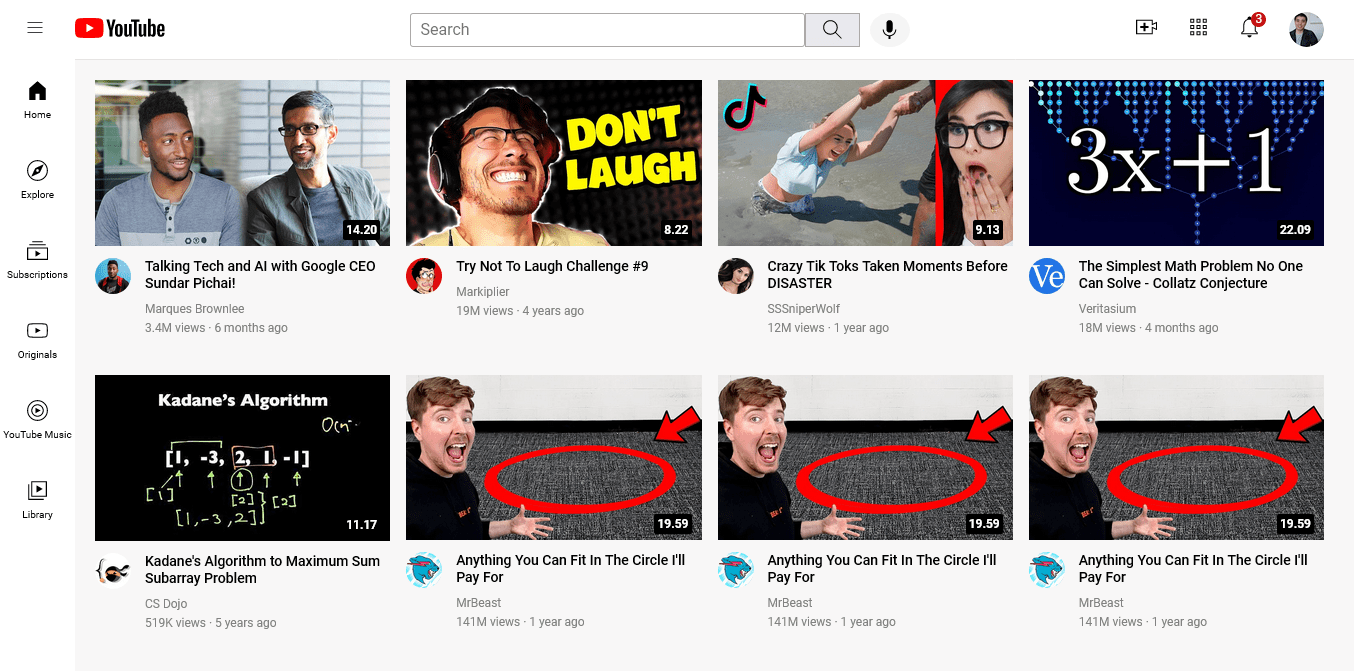 YouTube
Search
3
Home
Explore
Subscriptions
Originals
YouTube Music
Library
14.20
Talking Tech and AI with Google CEO
Sundar Pichai!
Marques Brownlee
3.4M views · 6 months ago
DON'T
LAUGH
8.22
Try Not To Laugh Challenge #9
Markiplier
19M views · 4 years ago
9.13
Crazy Tik Toks Taken Moments Before
DISASTER
SSSniperWolf
12M views · 1 year ago
3x+1
22.09
Ve
The Simplest Math Problem No One
Can Solve - Collatz Conjecture
Veritasium
18M views · 4 months ago
Kadane's Algorithm
O(n
[1, -3, 2, 1, -1]
[1] [2] [2]
[1, -3, 2]
11.17
Kadane's Algorithm to Maximum Sum
Subarray Problem
CS Dojo
519K views · 5 years ago
19.59
Anything You Can Fit In The Circle I'll
Pay For
MrBeast
141M views · 1 year ago
19.59
Anything You Can Fit In The Circle I'll
Pay For
MrBeast
141M views · 1 year ago
19.59
Anything You Can Fit In The Circle I'll
Pay For
MrBeast
141M views · 1 year ago